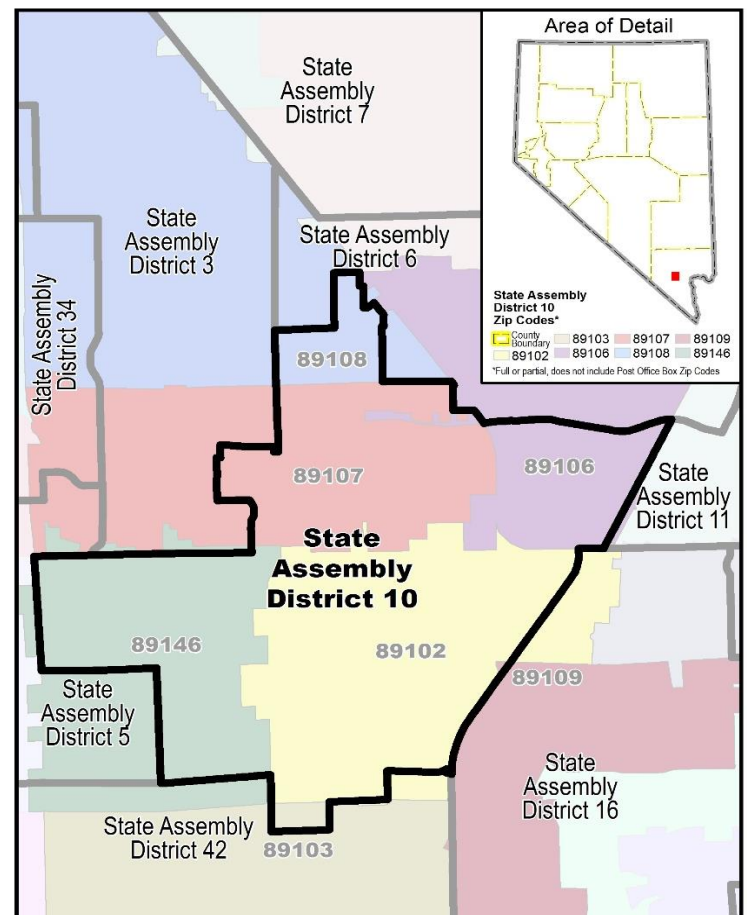 Area of Detail
State Assembly
District 10
Zip Codes*
County
Boundary
89103
89107
89109
89102
89106
89108
89146
*Full or partial, does not include Post Office Box Zip Codes
State
Assembly
District 7
State
Assembly
District 3
State Assembly
District 6
State Assembly
District 34
89108
89107
89106
State
Assembly
District 11
State
Assembly
District 10
89146
89102
89109
State
Assembly
District 5
State
Assembly
District 16
State Assembly
District 42
89103